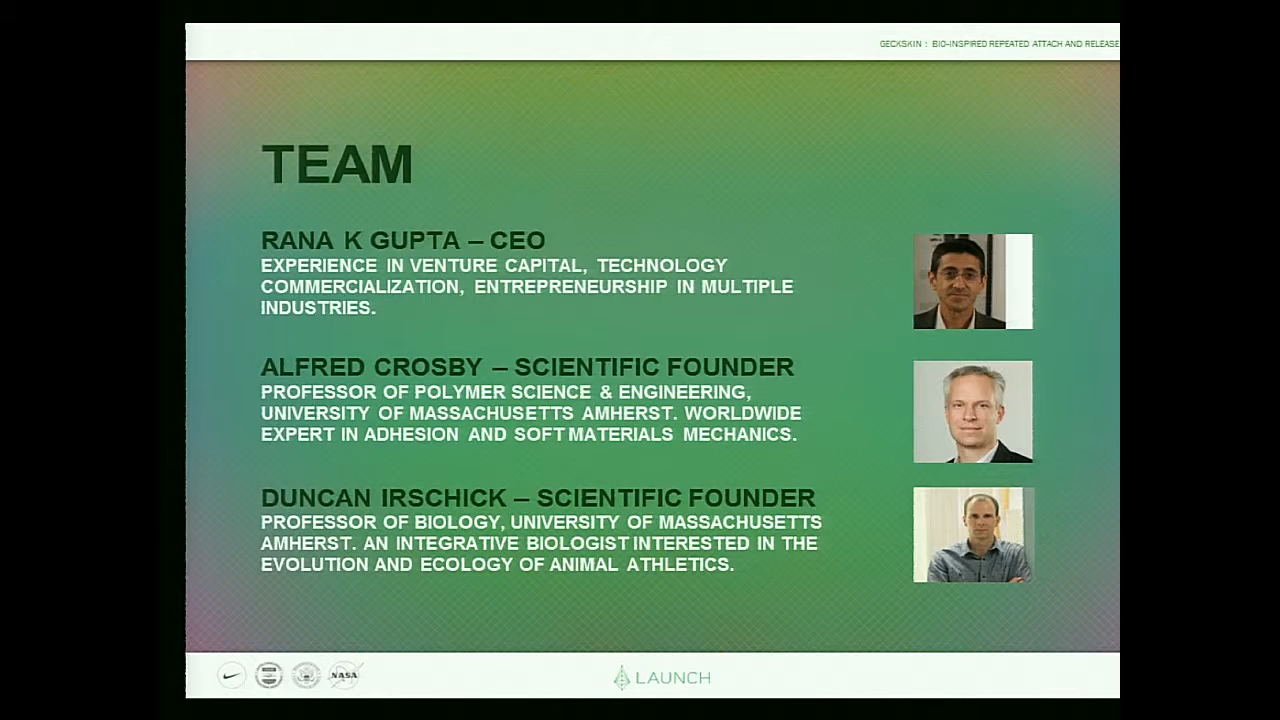 GECKSKIN : BIO-INSPIRED REPEATED ATTACH AND RELEASE
TEAM
RANA K GUPTA – CEO
EXPERIENCE IN VENTURE CAPITAL, TECHNOLOGY
COMMERCIALIZATION, ENTREPRENEURSHIP IN MULTIPLE
INDUSTRIES.
ALFRED CROSBY – SCIENTIFIC FOUNDER
PROFESSOR OF POLYMER SCIENCE & ENGINEERING,
UNIVERSITY OF MASSACHUSETTS AMHERST. WORLDWIDE
EXPERT IN ADHESION AND SOFT MATERIALS MECHANICS.
DUNCAN IRSCHICK – SCIENTIFIC FOUNDER
PROFESSOR OF BIOLOGY, UNIVERSITY OF MASSACHUSETTS
AMHERST. AN INTEGRATIVE BIOLOGIST INTERESTED IN THE
EVOLUTION AND ECOLOGY OF ANIMAL ATHLETICS.
NASA
LAUNCH